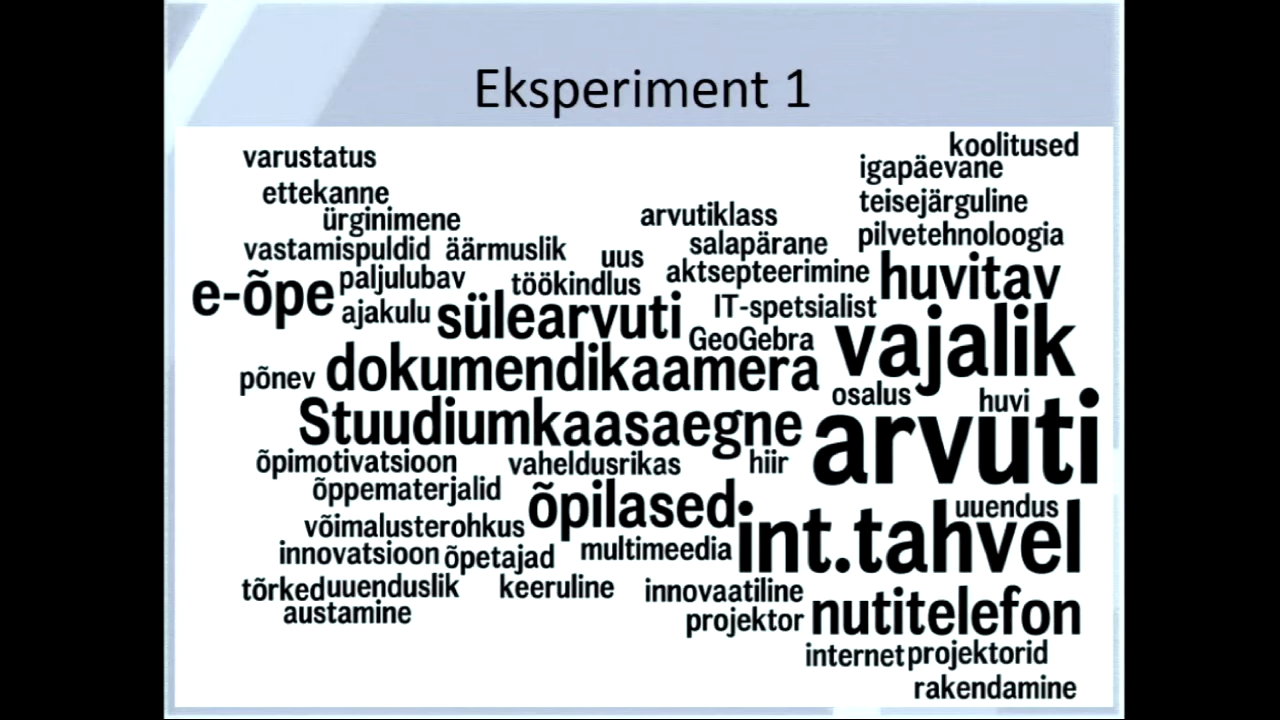 Eksperiment 1
koolitused
varustatus
igapäevane
ettekanne
teisejärguline
ürginimene
arvutiklass
vastamispuldid
äärmuslik
uus
salapärane
pilvetehnoloogia
e-õpe
paljulubav
töökindlus
aktsepteerimine
huvitav
ajakulu
sülearvuti
IT-spetsialist
GeoGebra
vajalik
põnev
dokumendikaamera
osalus
huvi
Stuudium
kaasaegne
arvuti
õpimotivatsioon
vaheldusrikas
hiir
õppematerjalid
õpilased
uuendus
võimalusterohkus
int.tahvel
innovatsioon
õpetajad
multimeedia
tõrked
uuenduslik
keeruline
innovaatiline
austamine
projektor
nutitelefon
internet
projektorid
rakendamine